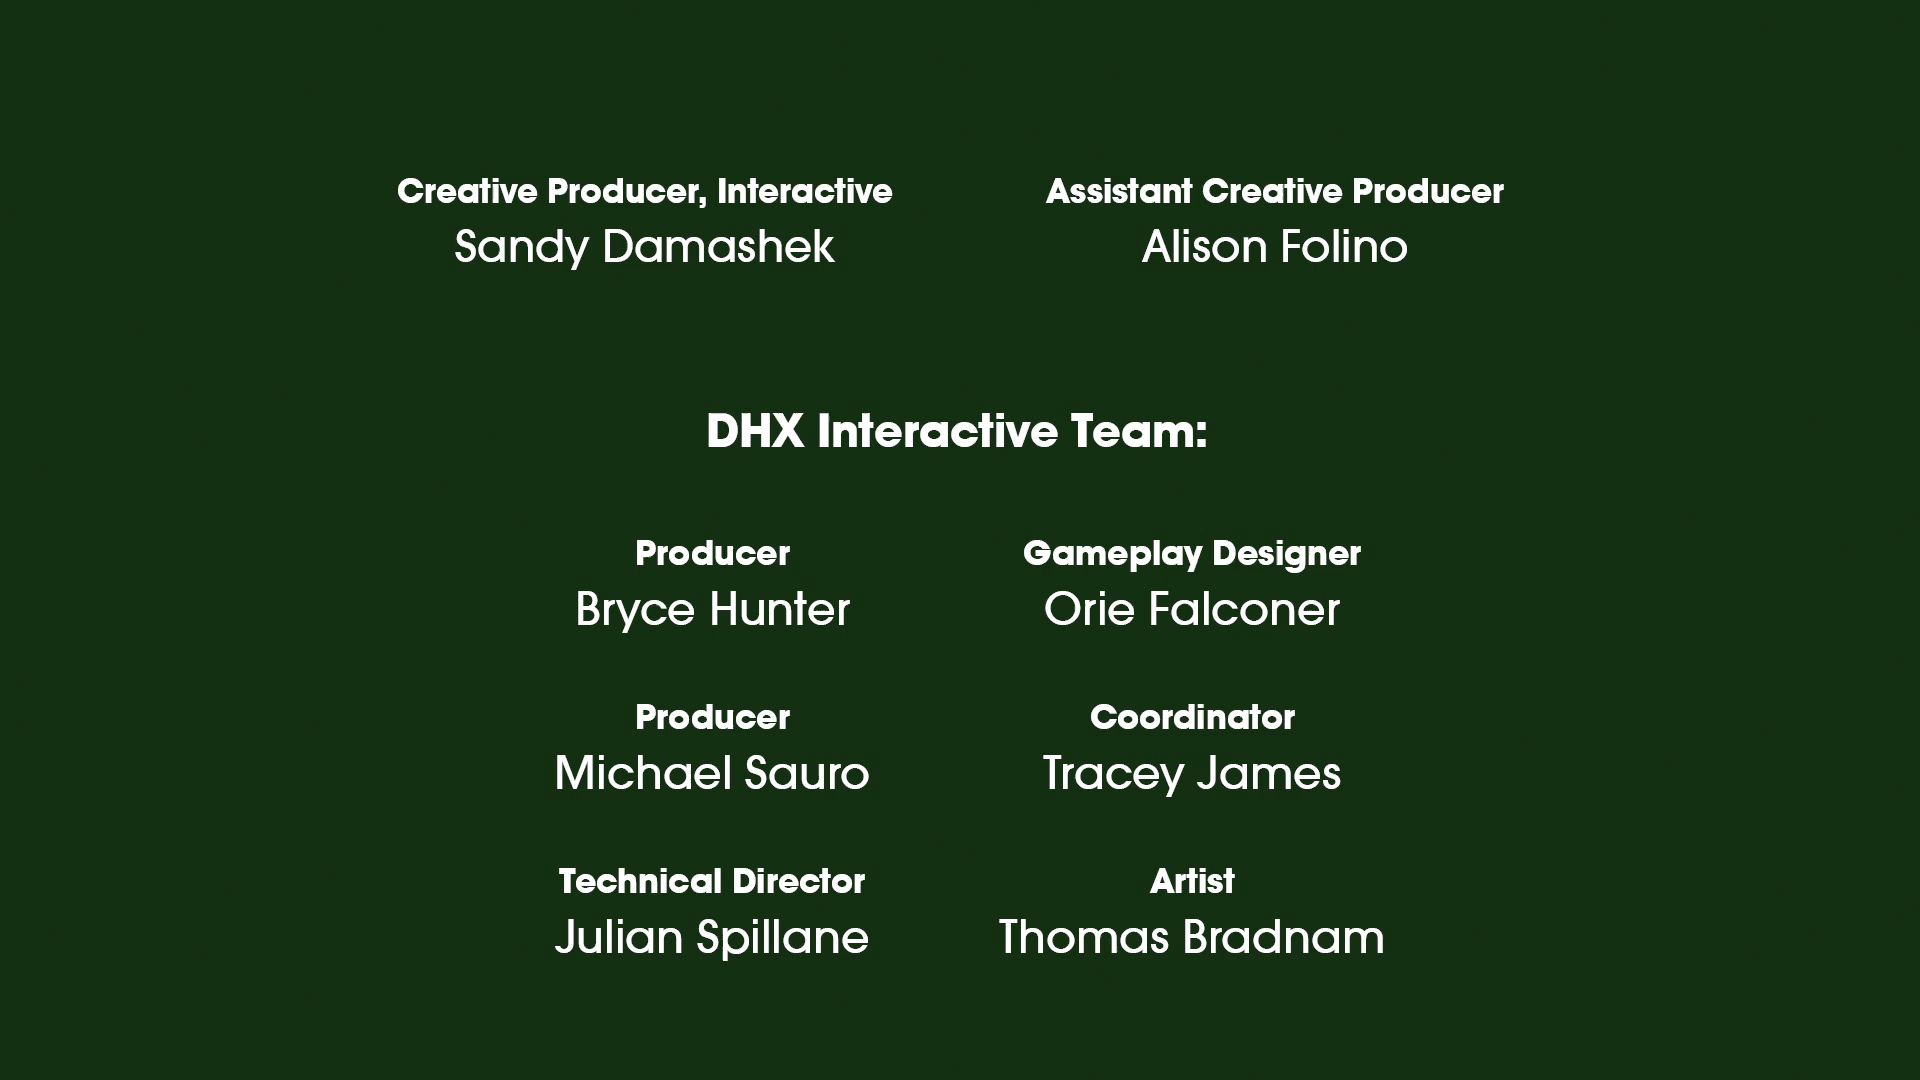 Creative Producer, Interactive
Sandy Damashek
Assistant Creative Producer
Alison Folino
DHX Interactive Team:
Producer
Bryce Hunter
Gameplay Designer
Orie Falconer
Producer
Michael Sauro
Coordinator
Tracey James
Technical Director
Julian Spillane
Artist
Thomas Bradnam